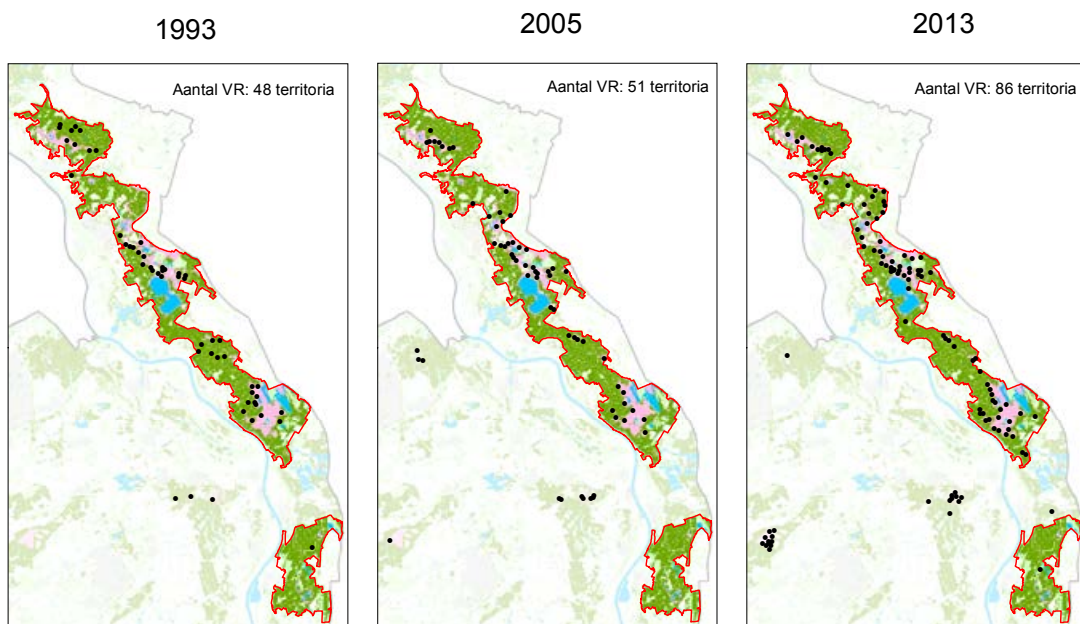 1993
2005
2013
Aantal VR: 48 territoria
Aantal VR: 51 territoria
Aantal VR: 86 territoria